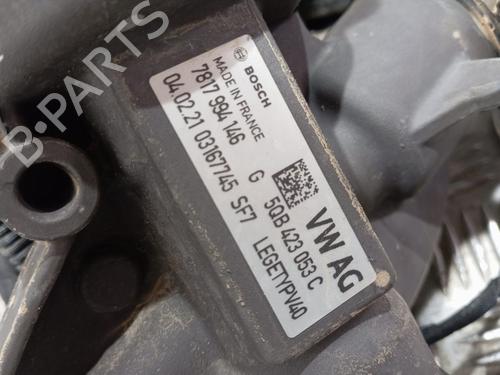 BOSCH
MADE IN FRANCE
7817 994 146 G
04.02.21 03167745 SF7
VW AG
5QB 423 053 C
LEGETYPV40
B-PARTS